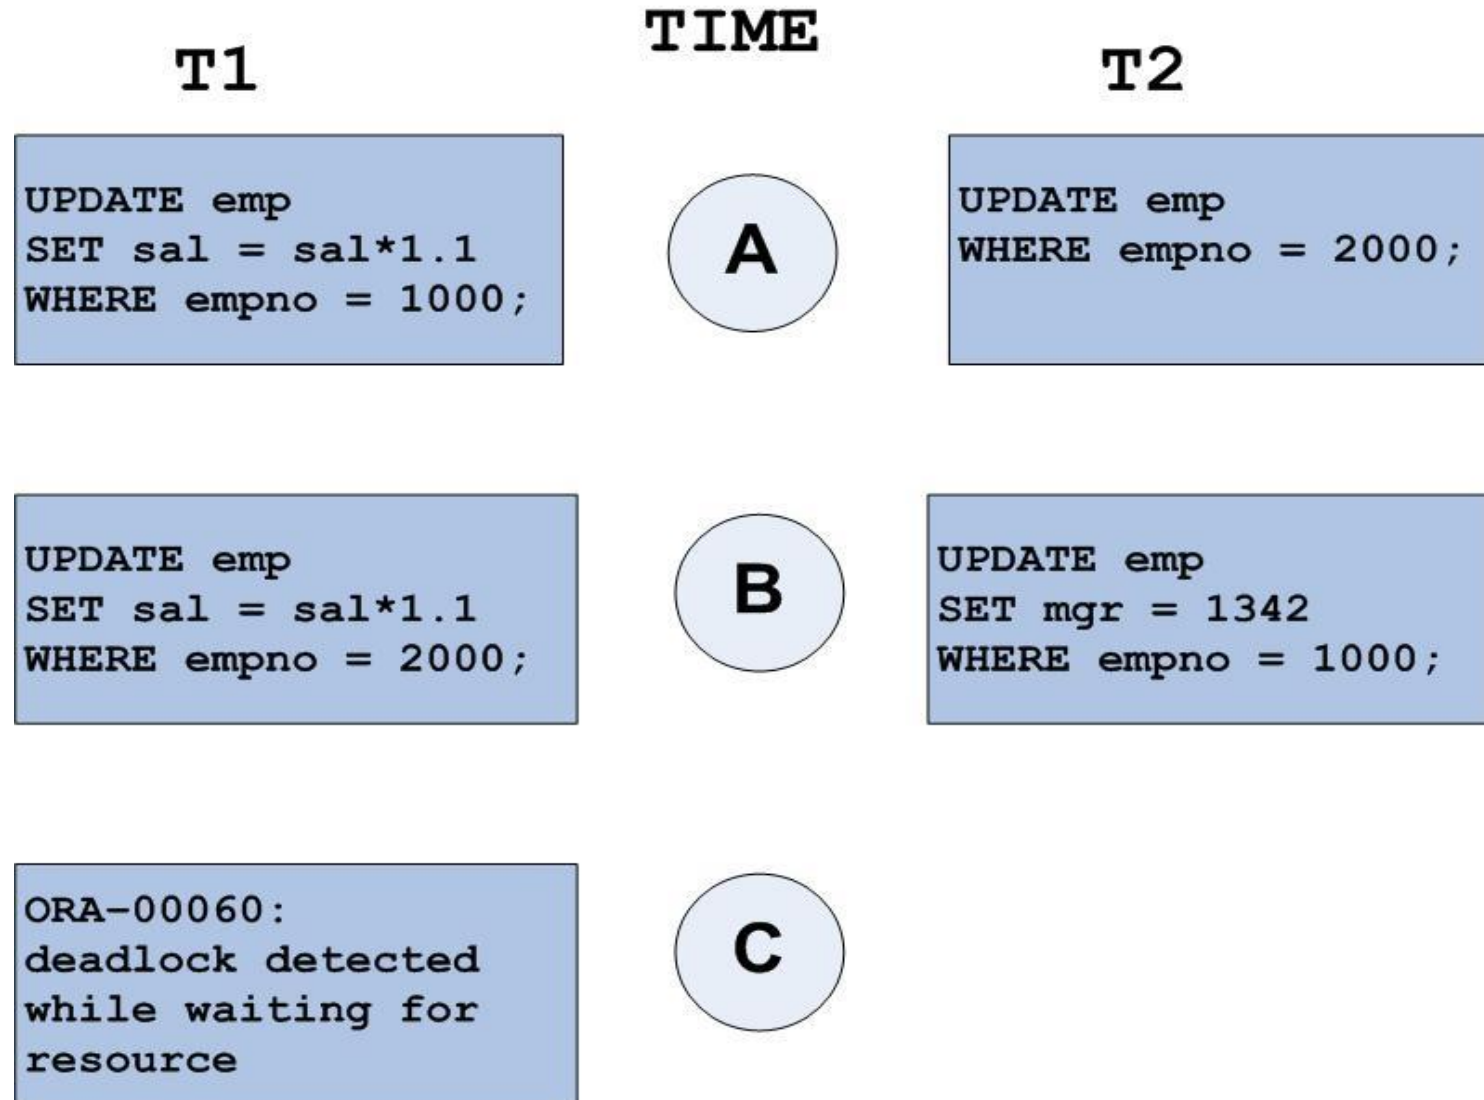 TIME
T1
T2
UPDATE emp
SET sal = sal*1.1
WHERE empno = 1000;
A
UPDATE emp
WHERE empno = 2000;
UPDATE emp
SET sal = sal*1.1
WHERE empno = 2000;
B
UPDATE emp
SET mgr = 1342
WHERE empno = 1000;
ORA-00060:
deadlock detected
while waiting for
resource
C